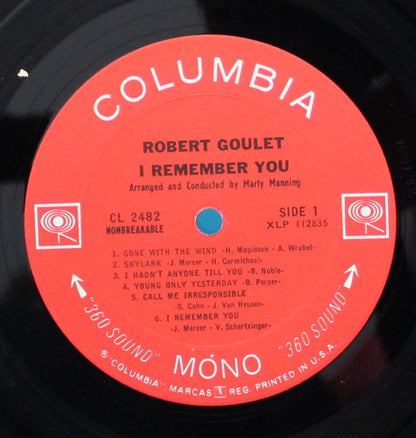 COLUMBIA
ROBERT GOULET
I REMEMBER YOU
Arranged and Conducted by Marty Manning
CL 2482
NONBREAKABLE
SIDE 1
XLP 112835
1. GONE WITH THE WIND -H. Magidson - A. Wrubel-
2. SKYLARK -J. Mercer - H. Carmichael-
3. I HADN'T ANYONE TILL YOU -R. Noble-
4. YOUNG ONLY YESTERDAY -B. Perper-
5. CALL ME IRRESPONSIBLE
-S. Cahn - J. Van Heusen-
6. I REMEMBER YOU
-J. Mercer - V. Schertzinger-
"360 SOUND" MÓNO "360 SOUND"
® "COLUMBIA" MARCAS T REG. PRINTED IN U.S.A.